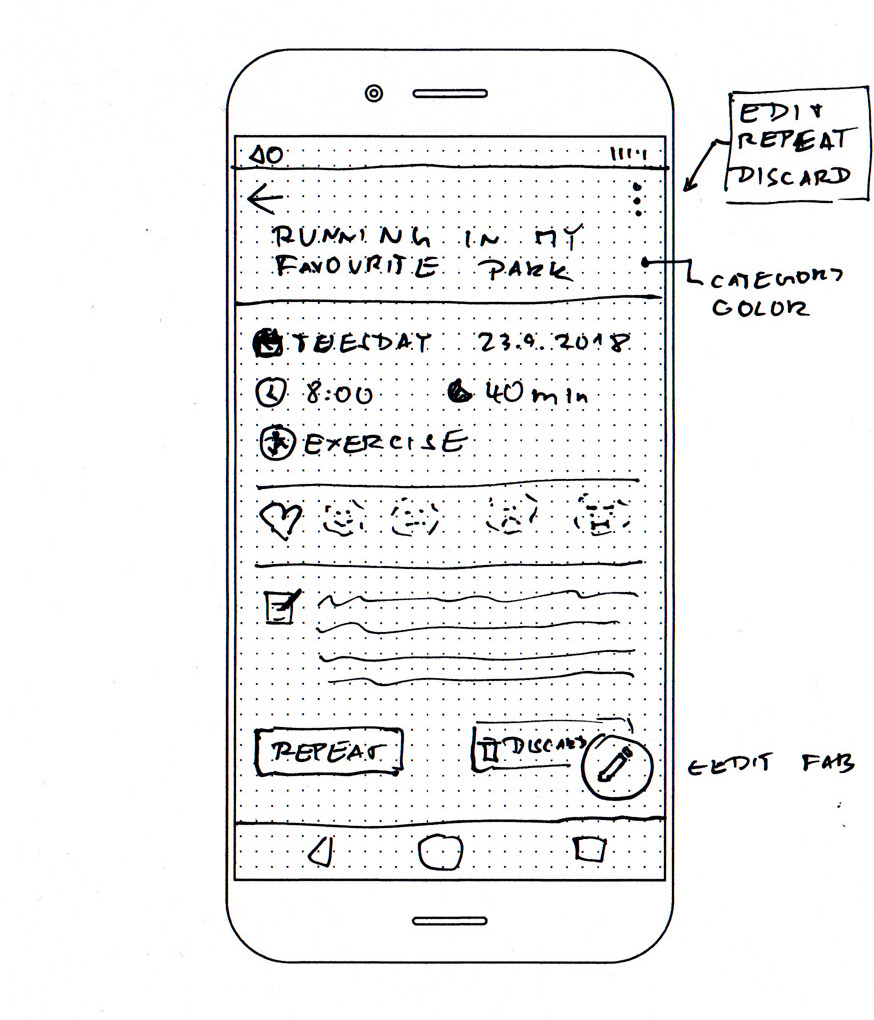 EDIT
REPEAT
DISCARD
RUNNING IN MY
FAVOURITE PARK
CATEGORY
COLOR
TUESDAY 23.9.2018
8:00 40 min
EXERCISE
REPEAT
DISCARD
EDIT FAB